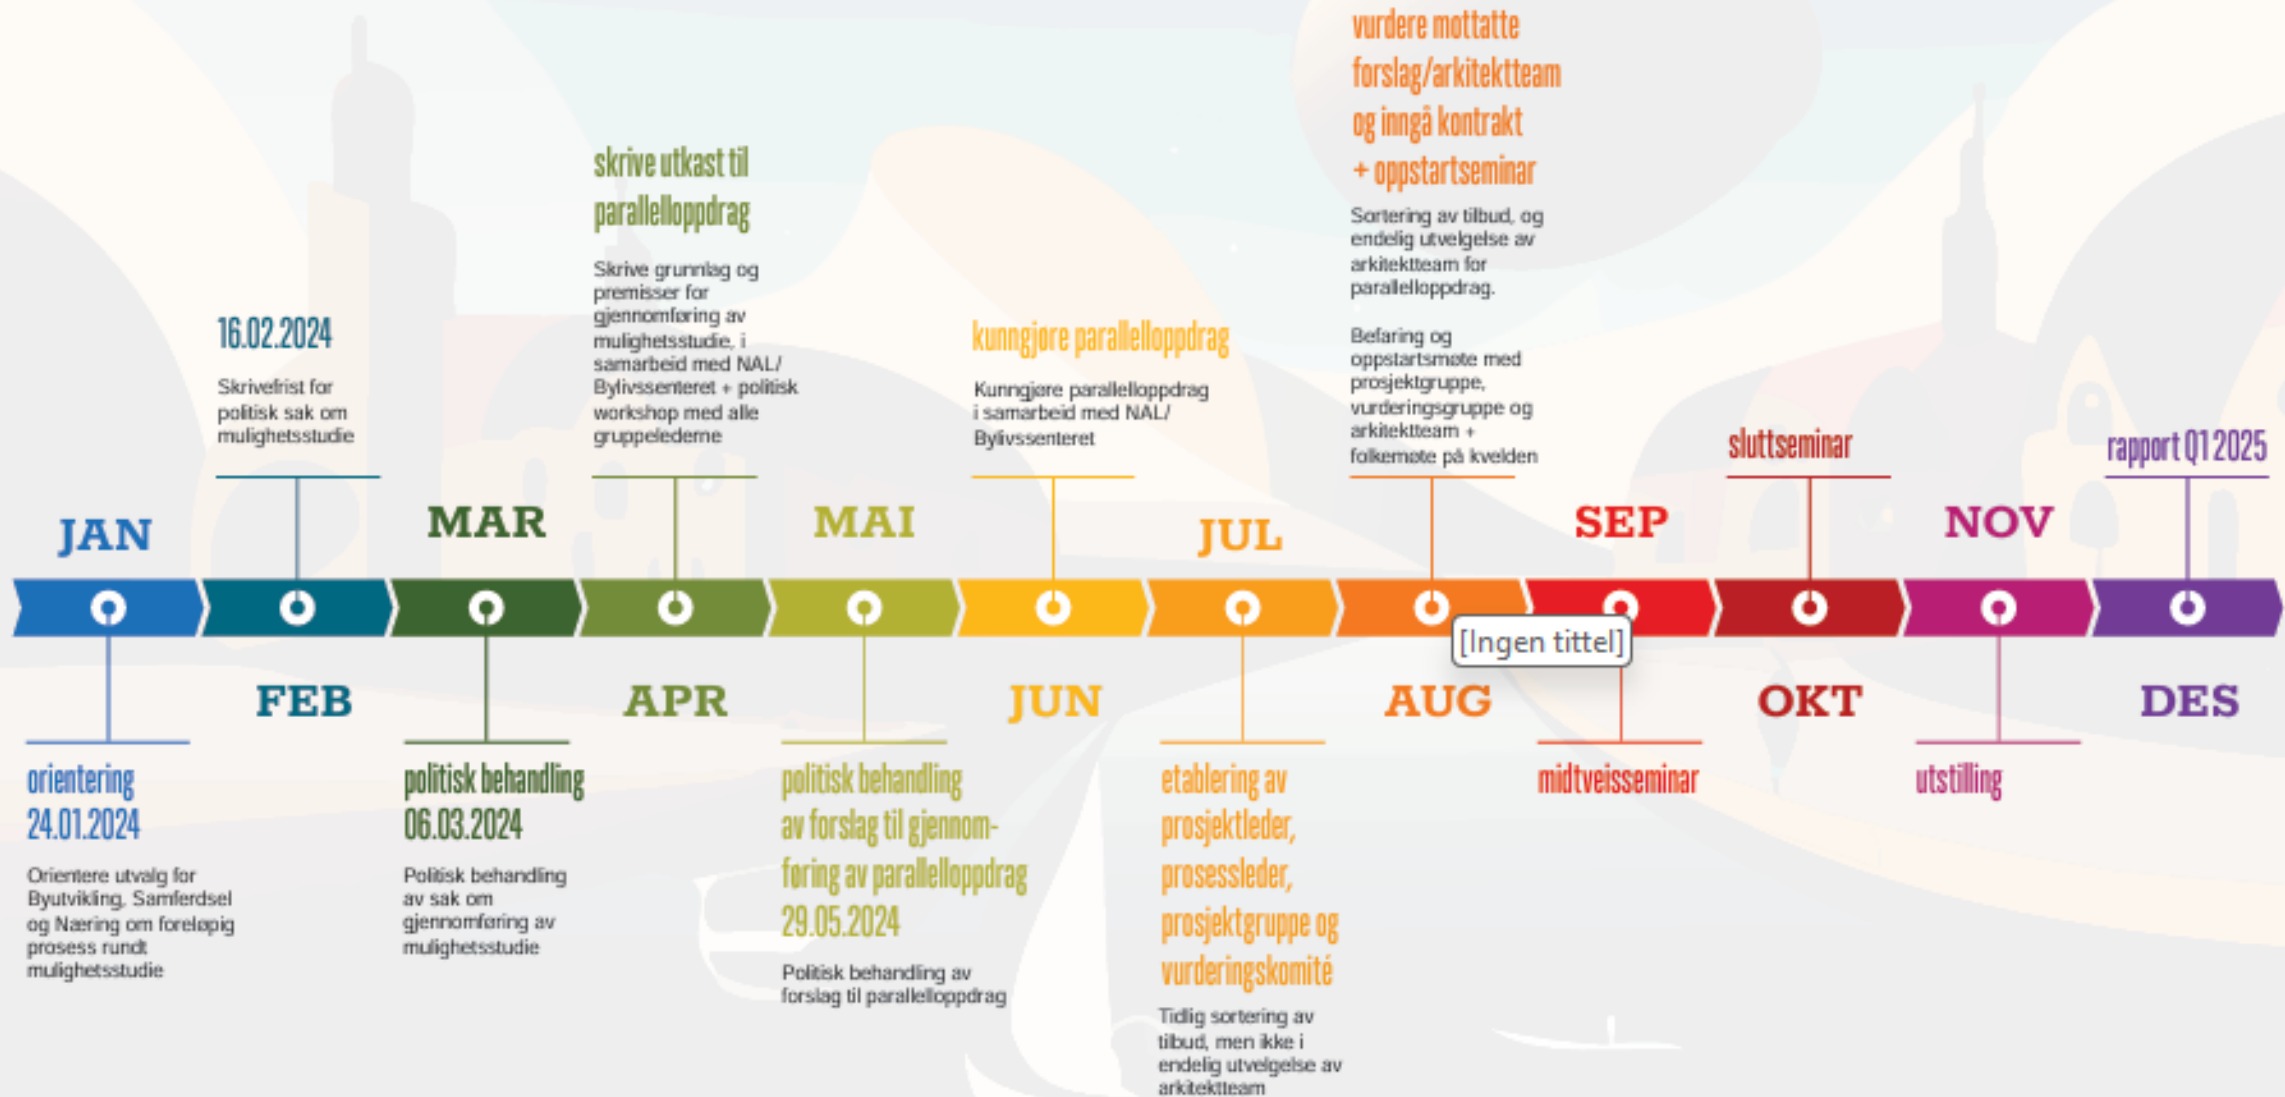 vurdere mottatte
forslag/arkitektteam
og inngå kontrakt
+ oppstartseminar
Sortering av tilbud, og
endelig utvelgelse av
arkitektteam for
parallelloppdrag.
Befaring og
oppstartsmøte med
prosjektgruppe,
vurderingsgruppe og
arkitektteam +
folkemøte på kvelden
skrive utkast til
parallelloppdrag
Skrive grunnlag og
premisser for
gjennomføring av
mulighetsstudie, i
samarbeid med NAL/
Bylivssenteret + politisk
workshop med alle
gruppelederne
16.02.2024
Skrivefrist for
politisk sak om
mulighetsstudie
kunngjøre parallelloppdrag
Kunngjøre parallelloppdrag
i samarbeid med NAL/
Bylivssenteret
sluttseminar
rapport Q1 2025
JAN
MAR
MAI
JUL
SEP
NOV
[Ingen tittel]
FEB
APR
JUN
AUG
OKT
DES
orientering
24.01.2024
Orientere utvalg for
Byutvikling, Samferdsel
og Næring om foreløpig
prosess rundt
mulighetsstudie
politisk behandling
06.03.2024
Politisk behandling
av sak om
gjennomføring av
mulighetsstudie
politisk behandling
av forslag til gjennom-
føring av parallelloppdrag
29.05.2024
Politisk behandling av
forslag til parallelloppdrag
etablering av
prosjektleder,
prosessleder,
prosjektgruppe og
vurderingskomité
Tidlig sortering av
tilbud, men ikke i
endelig utvelgelse av
arkitektteam
midtveisseminar
utstilling